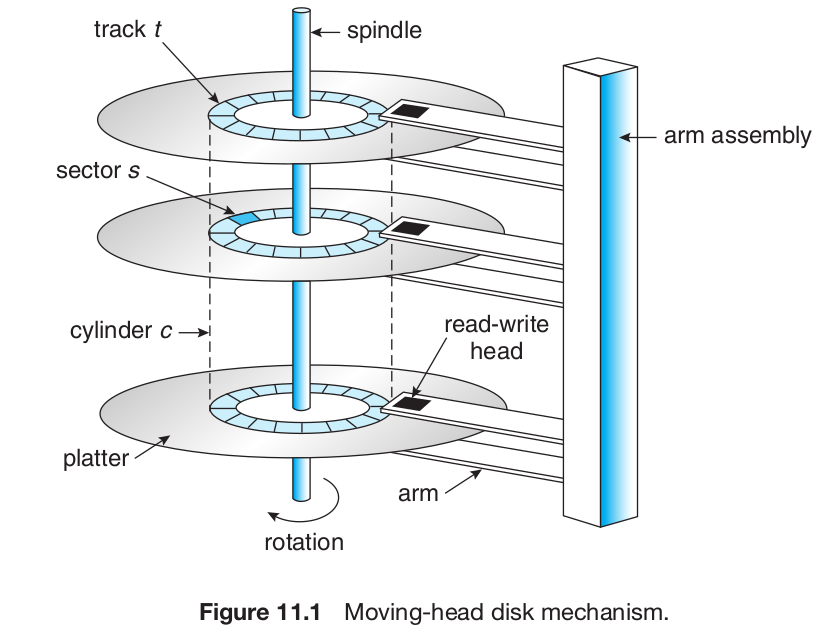 track t
spindle
arm assembly
sector s
cylinder c
read-write
head
platter
arm
rotation
Figure 11.1 Moving-head disk mechanism.